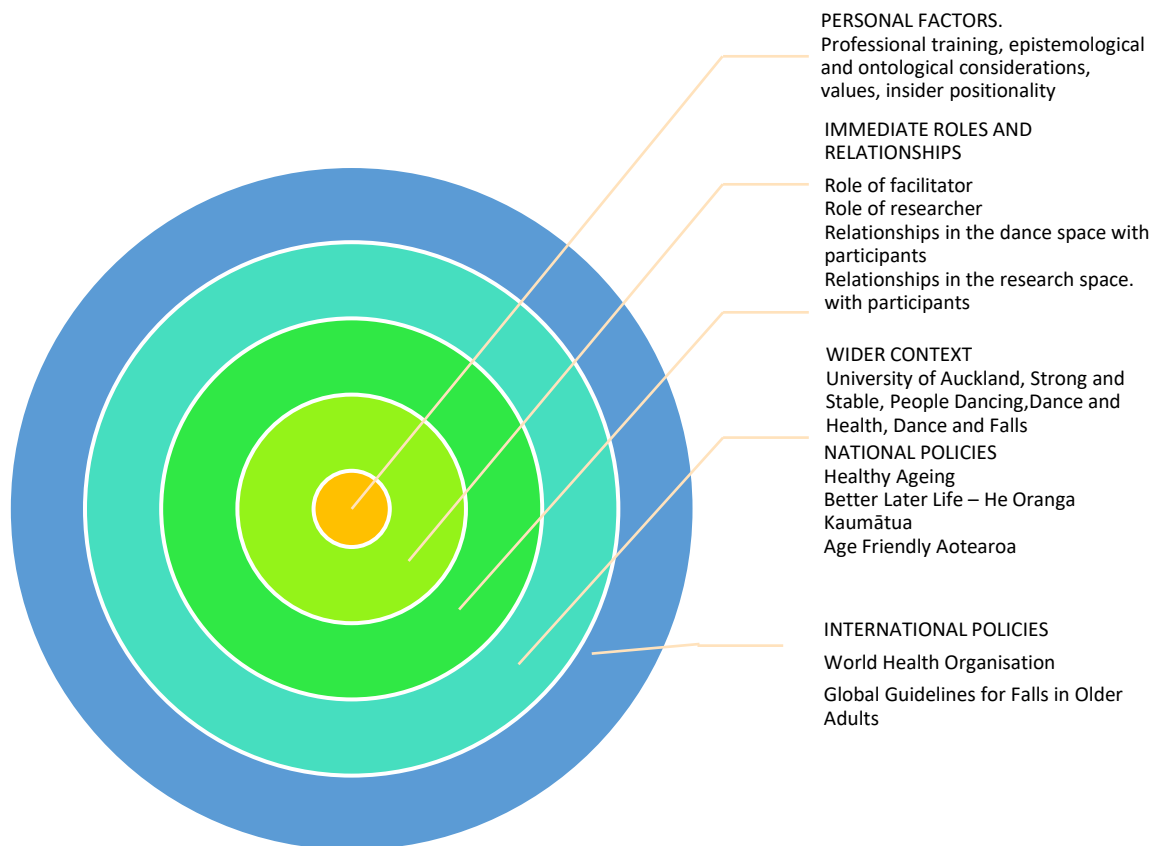 PERSONAL FACTORS.
Professional training, epistemological
and ontological considerations,
values, insider positionality
IMMEDIATE ROLES AND
RELATIONSHIPS
Role of facilitator
Role of researcher
Relationships in the dance space with
participants
Relationships in the research space.
with participants
WIDER CONTEXT
University of Auckland, Strong and
Stable, People Dancing,Dance and
Health, Dance and Falls
NATIONAL POLICIES
Healthy Ageing
Better Later Life – He Oranga
Kaumātua
Age Friendly Aotearoa
INTERNATIONAL POLICIES
World Health Organisation
Global Guidelines for Falls in Older
Adults